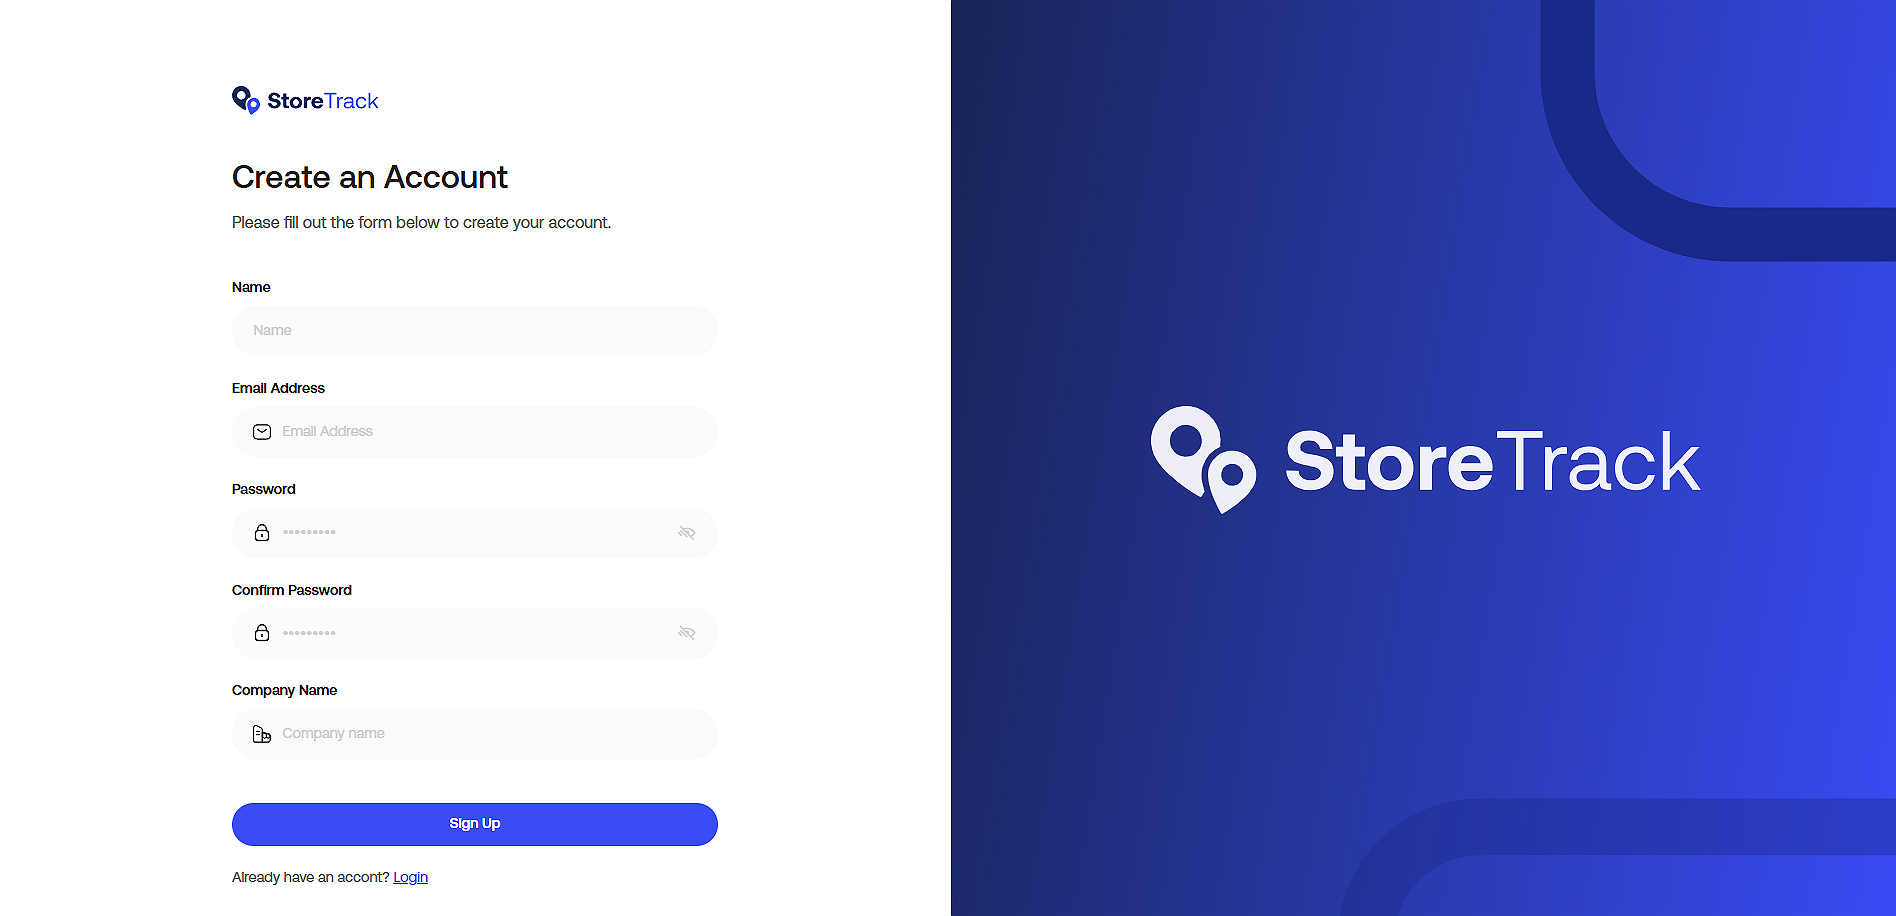 StoreTrack
Create an Account
Please fill out the form below to create your account.
Name
Name
Email Address
Email Address
Password
•••••••••
Confirm Password
•••••••••
Company Name
Company name
Sign Up
Already have an accont? Login
StoreTrack